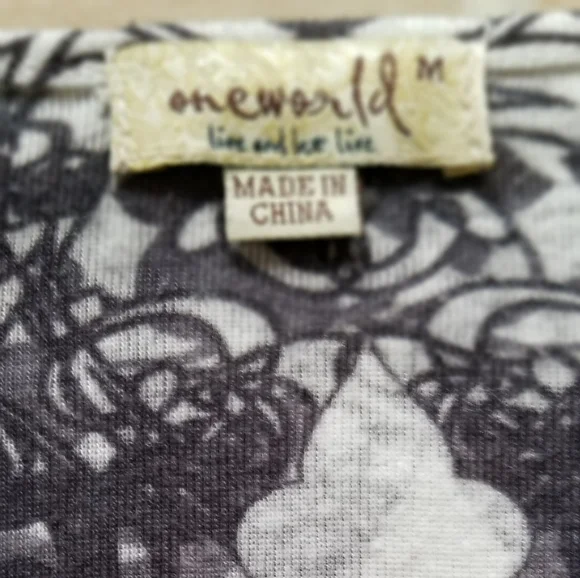 oneworld M
live and let live
MADE IN
CHINA